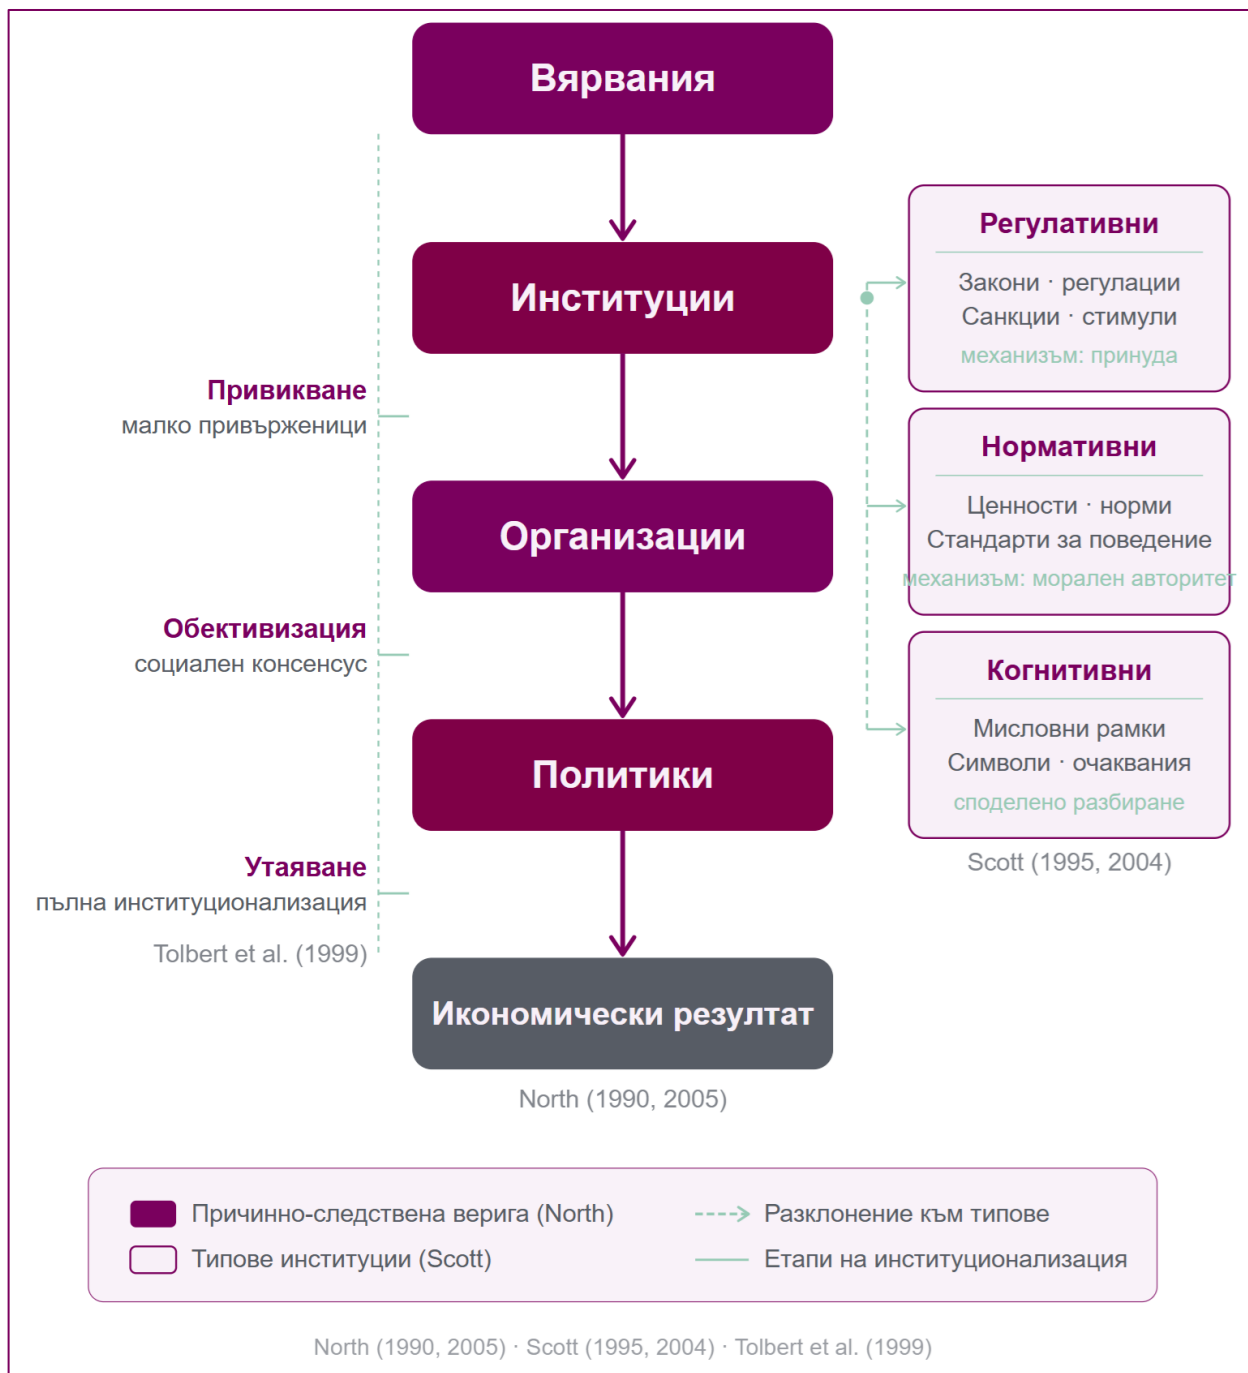 Вярвания
Институции
Организации
Политики
Икономически резултат
North (1990, 2005)
Привикване
малко привърженици
Обективизация
социален консенсус
Утаяване
пълна институционализация
Tolbert et al. (1999)
Регулативни
Закони · регулации
Санкции · стимули
механизъм: принуда
Нормативни
Ценности · норми
Стандарти за поведение
механизъм: морален авторитет
Когнитивни
Мисловни рамки
Символи · очаквания
споделено разбиране
Scott (1995, 2004)
Причинно-следствена верига (North)
Разклонение към типове
Типове институции (Scott)
Етапи на институционализация
North (1990, 2005) · Scott (1995, 2004) · Tolbert et al. (1999)